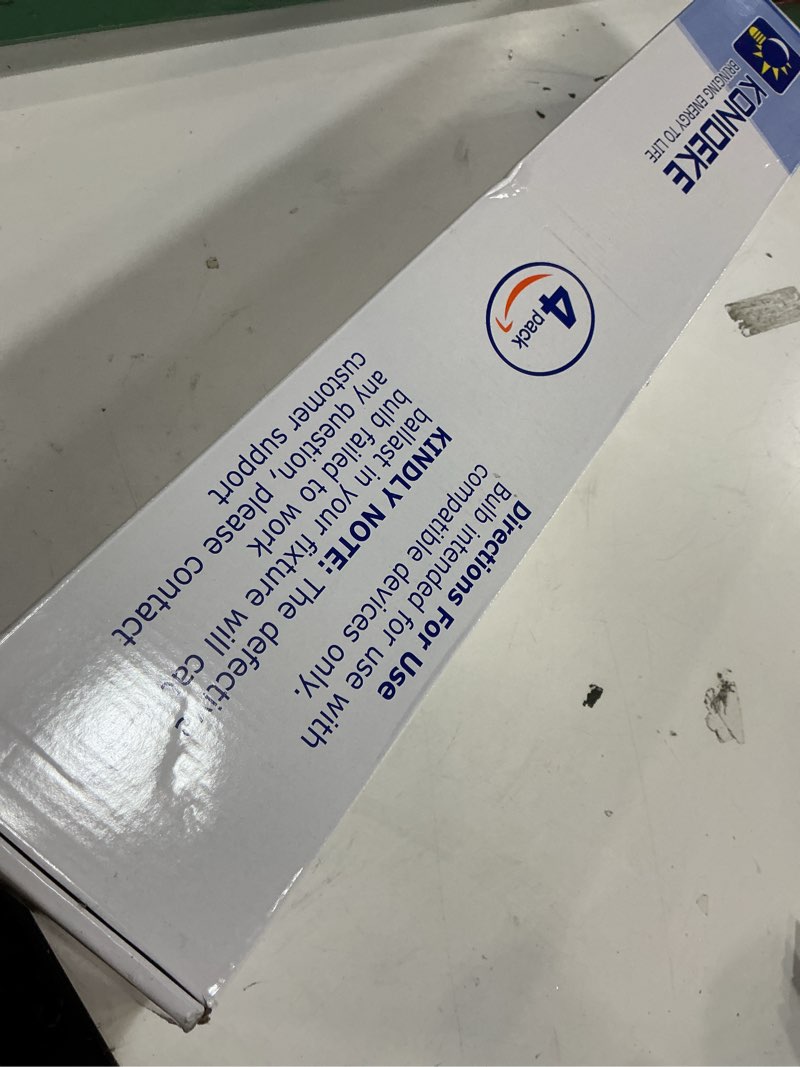 KONIDEKE
BRINGING ENERGY TO LIFE
4
pack
Directions For Use
Bulb intended for use with
compatible devices only.
KINDLY NOTE: The defective
ballast in your fixture will
bulb failed to work
any question, please contact
customer support